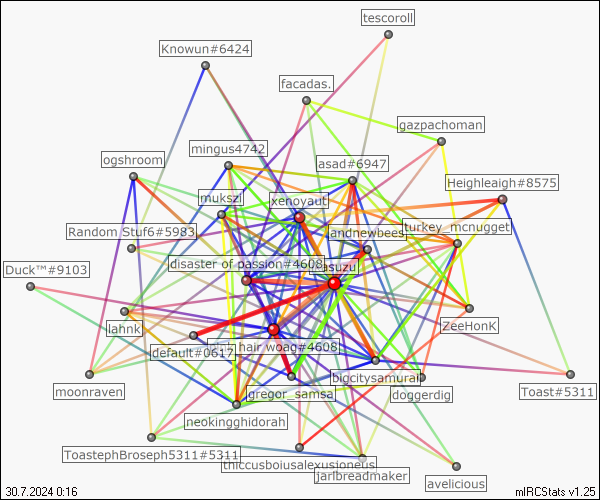 tescoroll
Knowun#6424
facadas.
gazpachoman
mingus4742
ogshroom
asad#6947
Heighleaigh#8575
mukszi
xenoyaut
Random Stuf6#5983
andnewbees
turkey_mcnugget
disaster of passion#4608
asuzu
Duck™#9103
ZeeHonK
lahnk
default#0617
hair woag#4608
bigcitysamurai
moonraven
gregor_samsa
doggerdig
Toast#5311
neokingghidorah
ToastephBroseph5311#5311
thiccusboiusalexusjoneus
jarlbreadmaker
avelicious
30.7.2024 0:16
mIRCStats v1.25